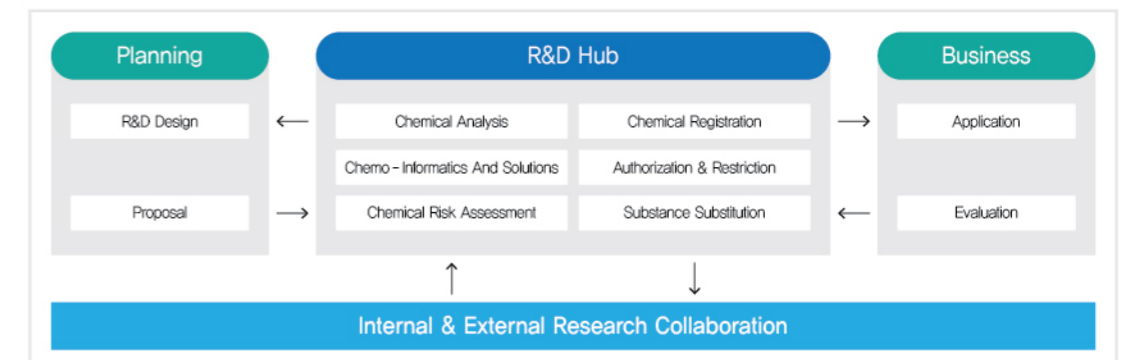 Planning
R&D Design
Proposal
R&D Hub
Chemical Analysis
Chemical Registration
Chemo - Informatics And Solutions
Authorization & Restriction
Chemical Risk Assessment
Substance Substitution
Business
Application
Evaluation
Internal & External Research Collaboration